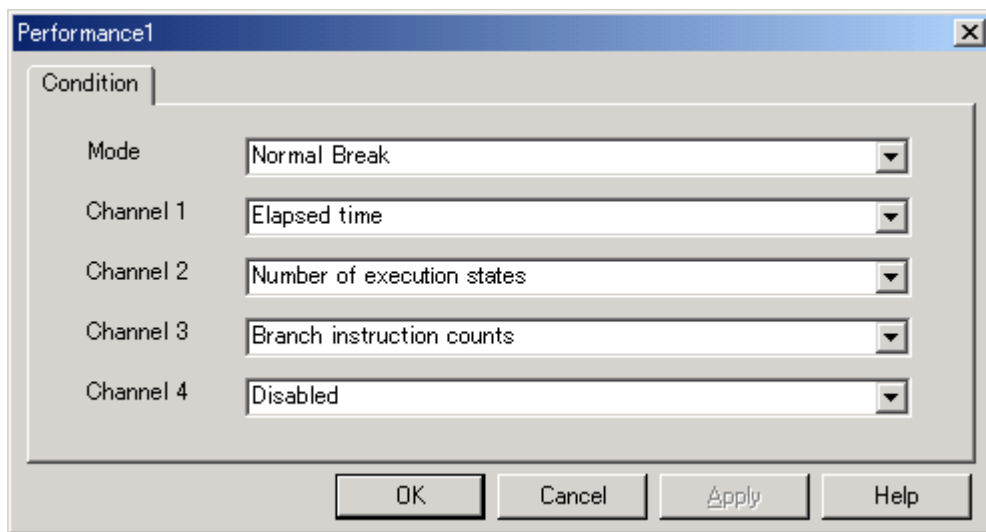 Performance1
Condition
Mode Normal Break
Channel 1 Elapsed time
Channel 2 Number of execution states
Channel 3 Branch instruction counts
Channel 4 Disabled
OK Cancel Apply Help